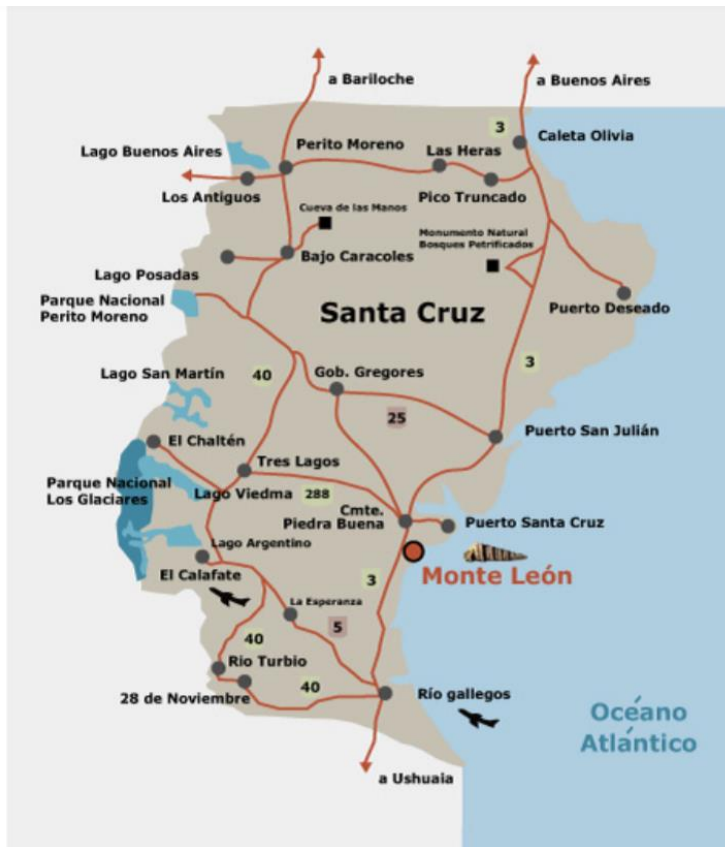 a Bariloche
a Buenos Aires
3
Caleta Olivia
Lago Buenos Aires
Perito Moreno
Las Heras
Los Antiguos
Pico Truncado
Cueva de las Manos
Monumento Natural
Bosques Petrificados
Lago Posadas
Bajo Caracoles
Parque Nacional
Perito Moreno
Santa Cruz
Puerto Deseado
Lago San Martín
40
Gob. Gregores
3
25
El Chaltén
Puerto San Julián
Tres Lagos
Parque Nacional
Los Glaciares
Lago Viedma
288
Cmte.
Piedra Buena
Puerto Santa Cruz
Lago Argentino
El Calafate
3
Monte León
La Esperanza
5
40
Rio Turbio
40
28 de Noviembre
Río gallegos
Océano
Atlántico
a Ushuaia